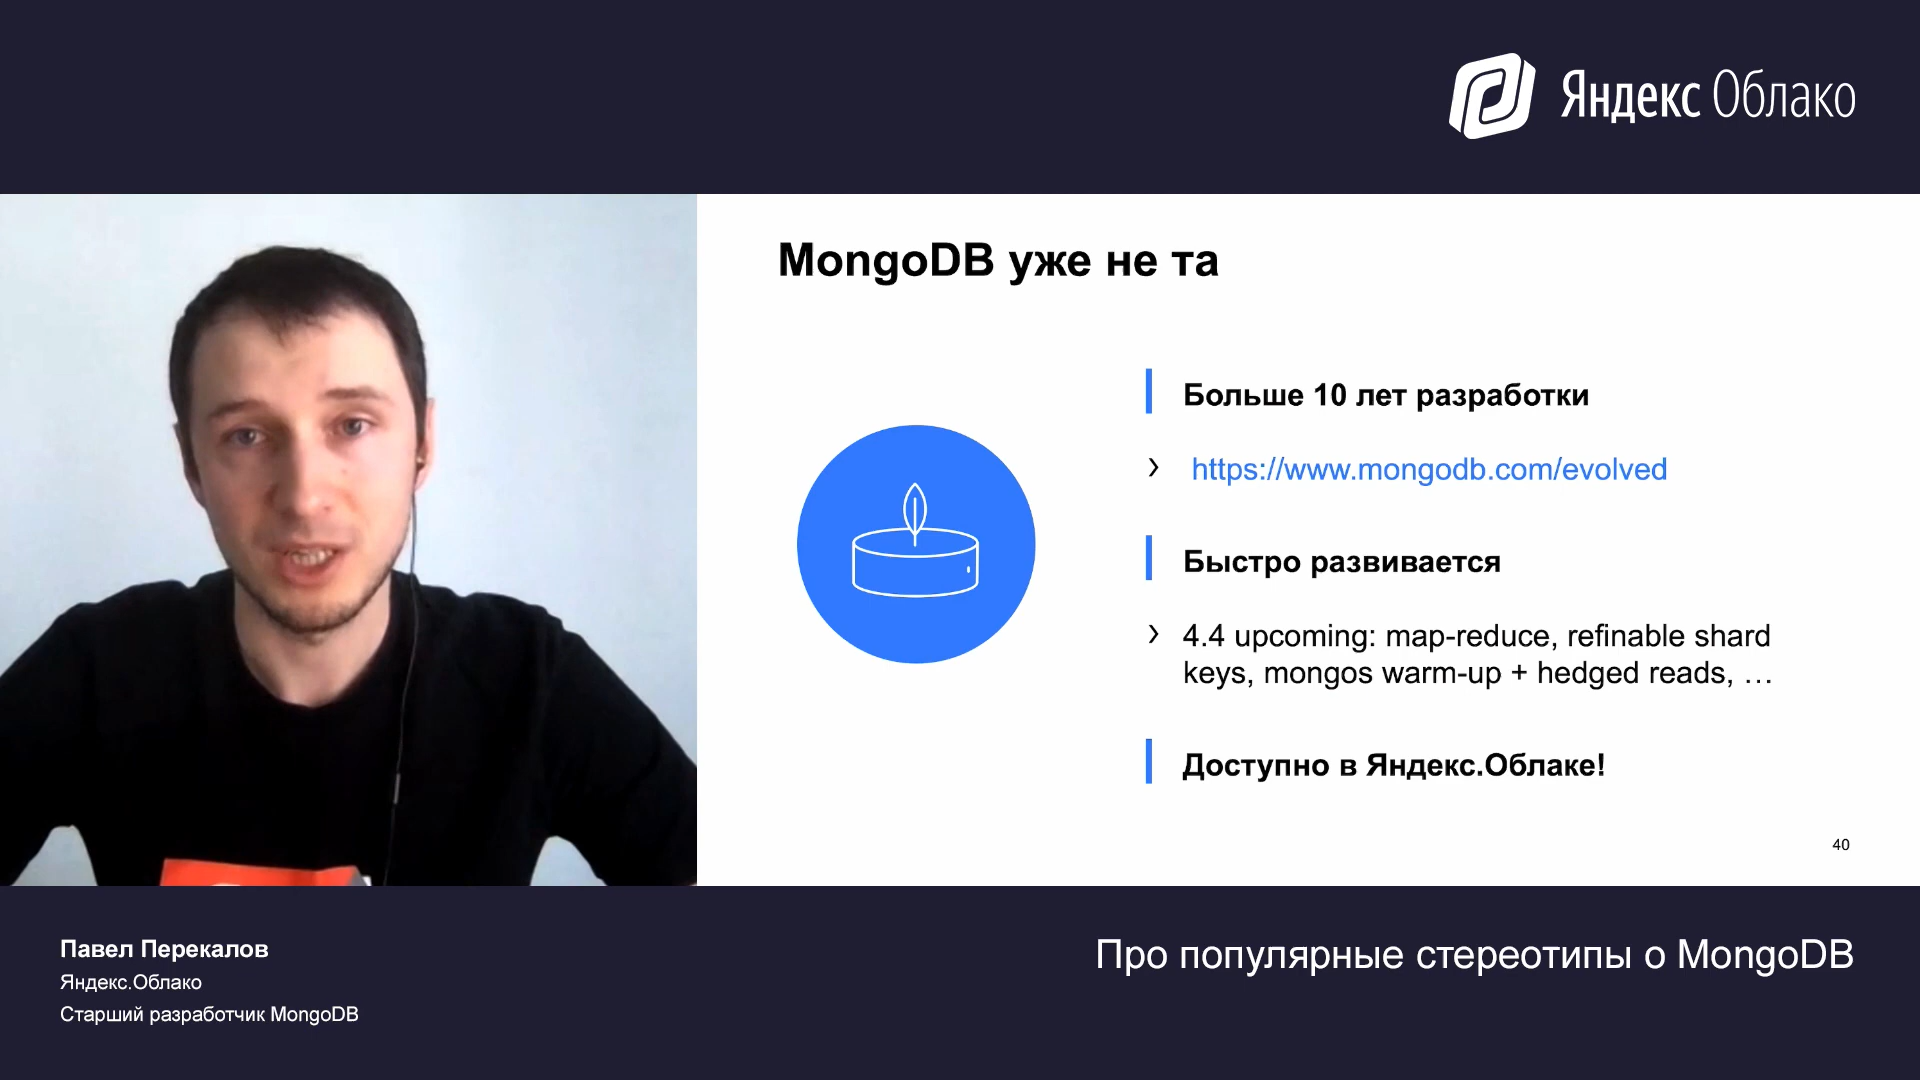 Яндекс Облако
MongoDB уже не та
Больше 10 лет разработки
› https://www.mongodb.com/evolved
Быстро развивается
› 4.4 upcoming: map-reduce, refinable shard
keys, mongos warm-up + hedged reads, …
Доступно в Яндекс.Облаке!
40
Павел Перекалов
Яндекс.Облако
Старший разработчик MongoDB
Про популярные стереотипы о MongoDB